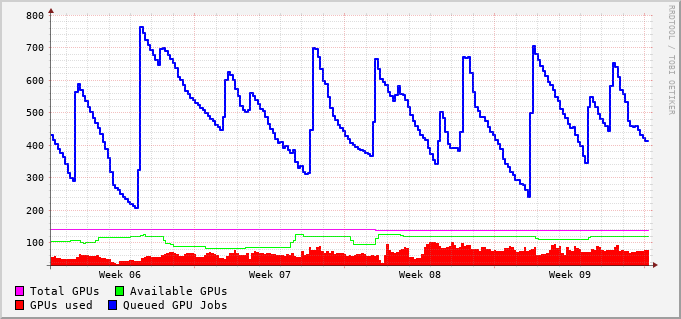 800
700
600
500
400
300
200
100
Week 06 Week 07 Week 08 Week 09
Total GPUs Available GPUs
GPUs used Queued GPU Jobs
RRDTOOL / TOBI OETIKER